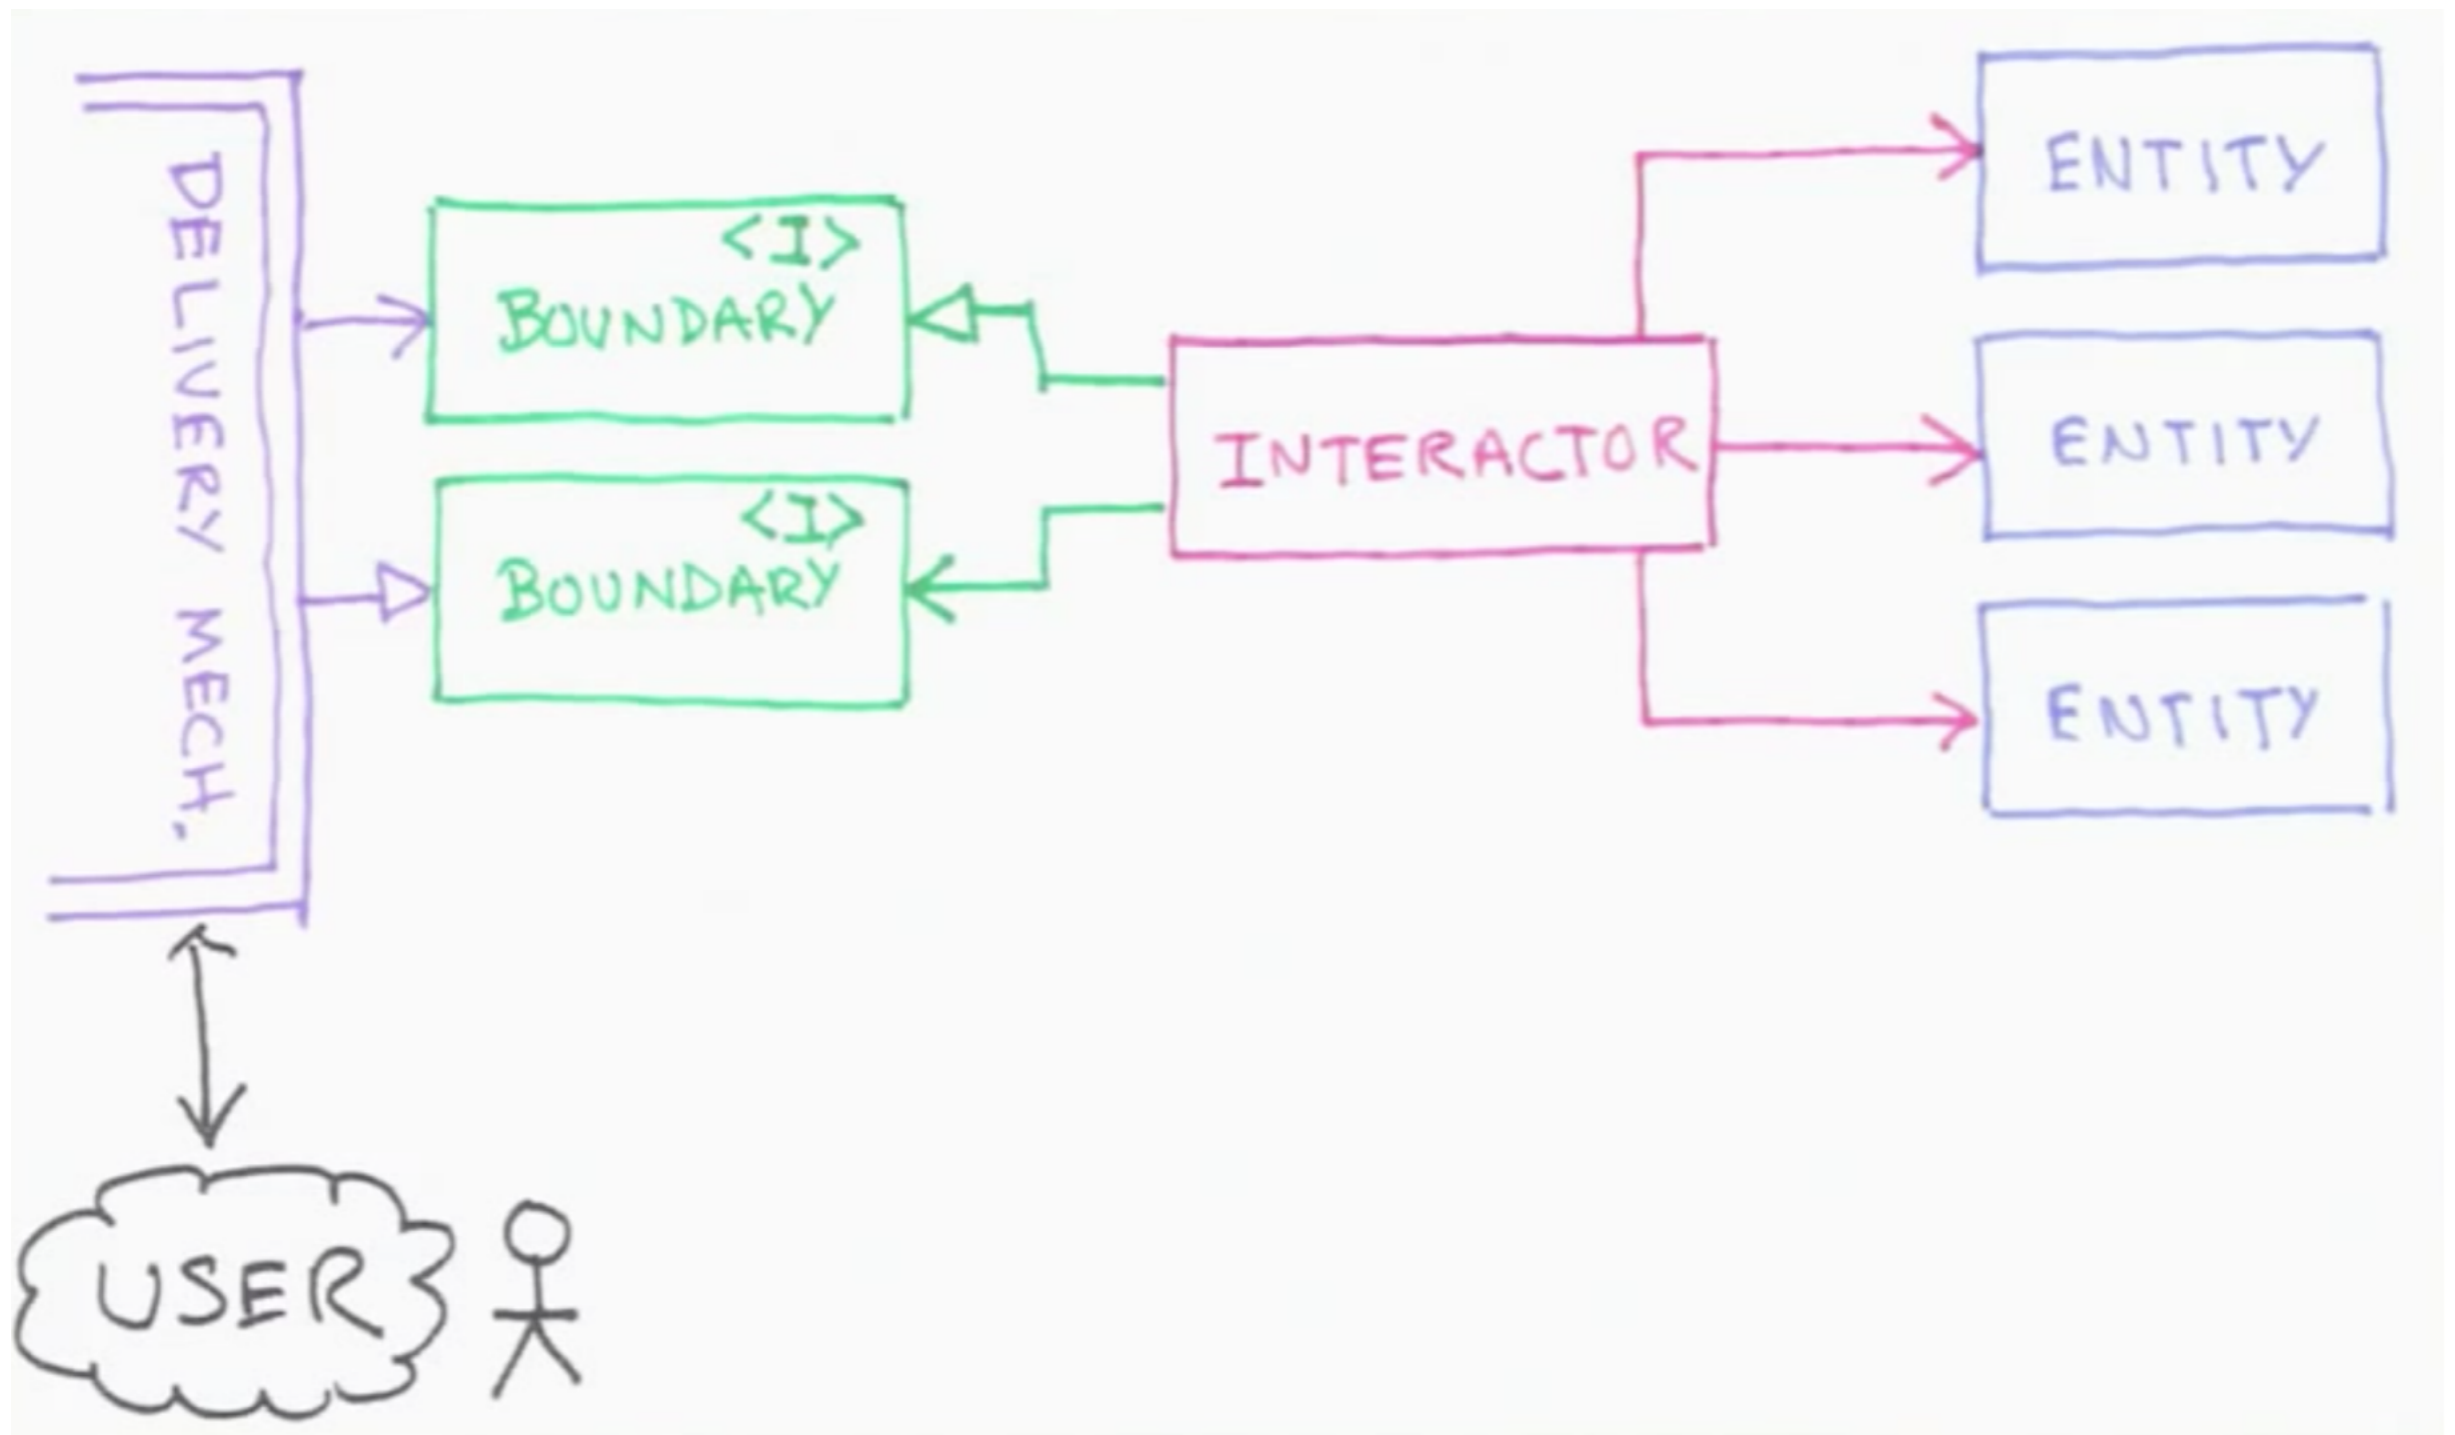 DELIVERY MECH.
<I>
BOUNDARY
<I>
BOUNDARY
INTERACTOR
ENTITY
ENTITY
ENTITY
USER